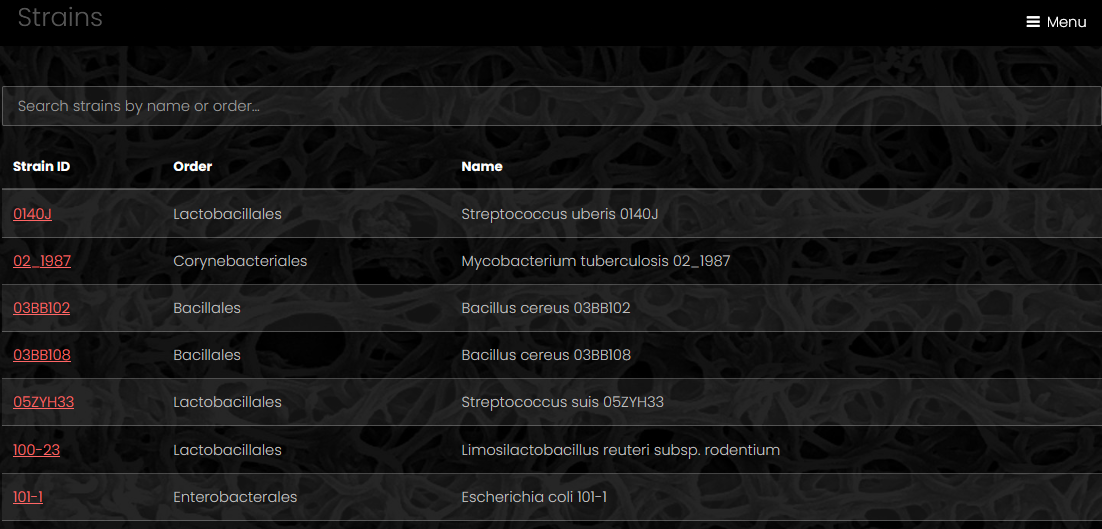 Strains
Menu
Search strains by name or order...
Strain ID Order Name
0140J Lactobacillales Streptococcus uberis 0140J
02_1987 Corynebacteriales Mycobacterium tuberculosis 02_1987
03BB102 Bacillales Bacillus cereus 03BB102
03BB108 Bacillales Bacillus cereus 03BB108
05ZYH33 Lactobacillales Streptococcus suis 05ZYH33
100-23 Lactobacillales Limosilactobacillus reuteri subsp. rodentium
101-1 Enterobacterales Escherichia coli 101-1